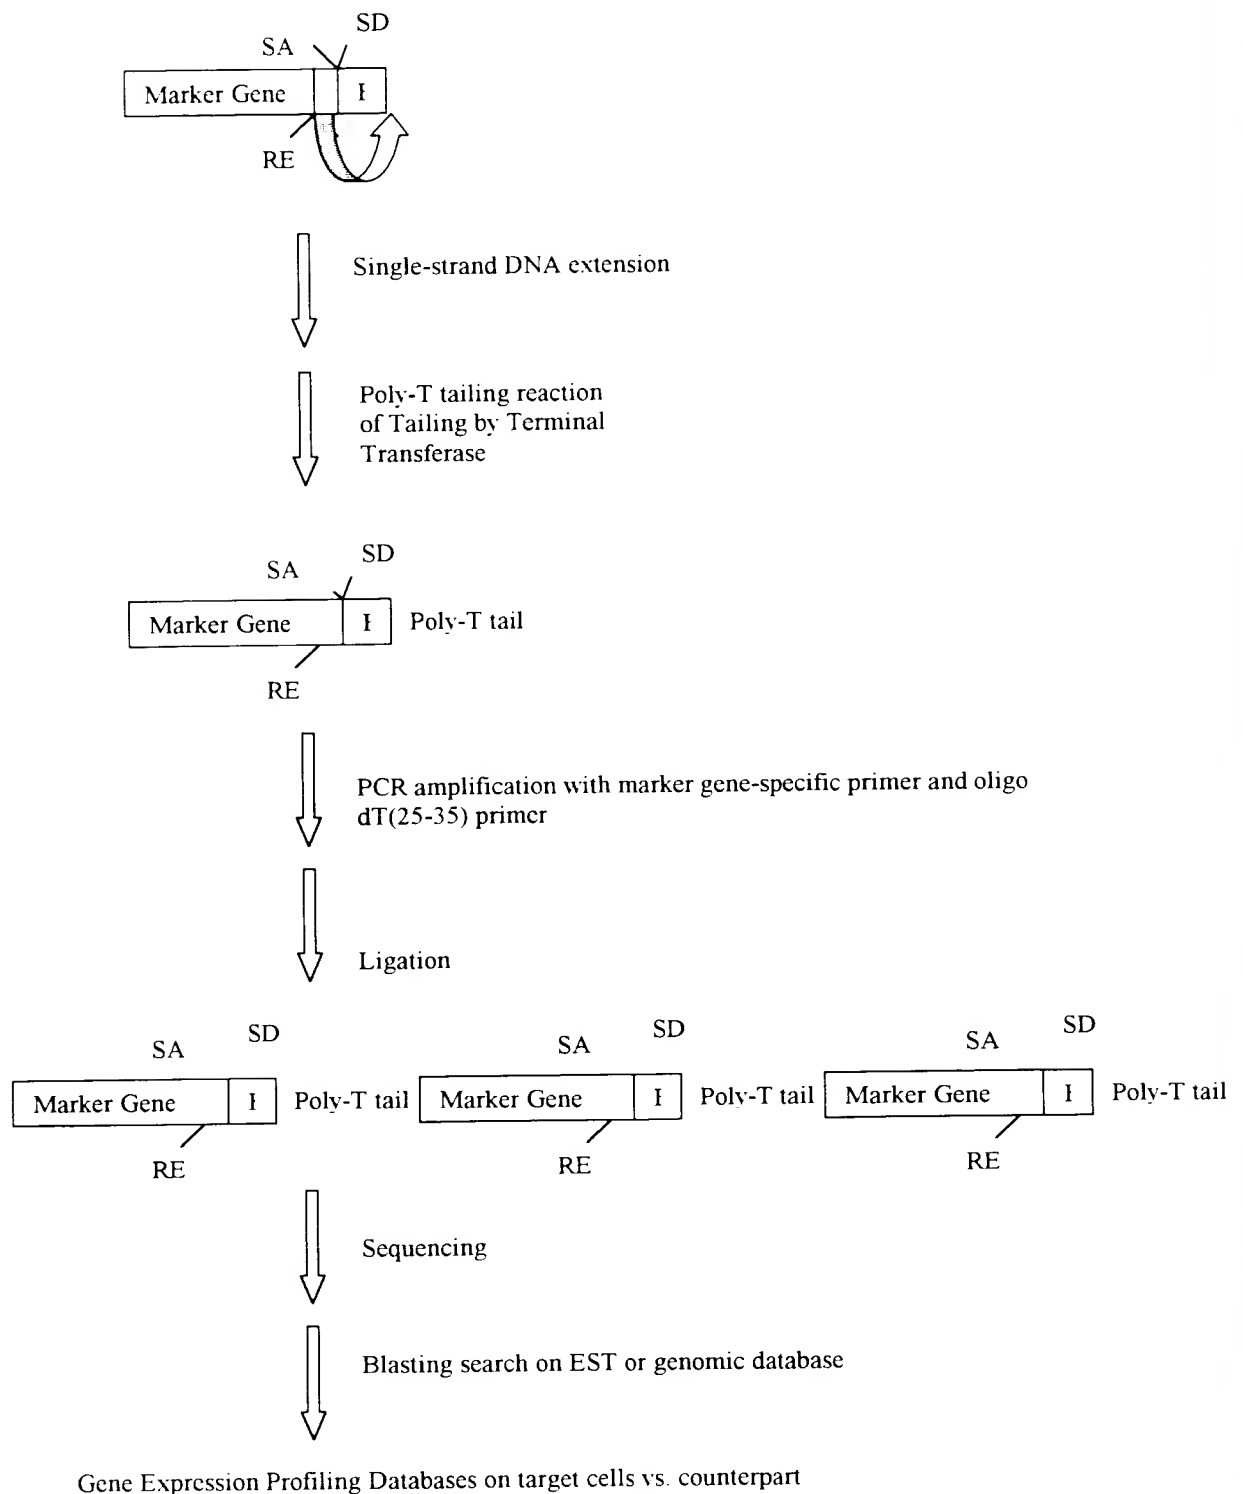 SD
SA
Marker Gene I
RE
Single-strand DNA extension
Poly-T tailing reaction
of Tailing by Terminal
Transferase
SD
SA
Marker Gene I Poly-T tail
RE
PCR amplification with marker gene-specific primer and oligo
dT(25-35) primer
Ligation
SA SD SA SD SA SD
Marker Gene I Poly-T tail Marker Gene I Poly-T tail Marker Gene I Poly-T tail
RE RE RE
Sequencing
Blasting search on EST or genomic database
Gene Expression Profiling Databases on target cells vs. counterpart